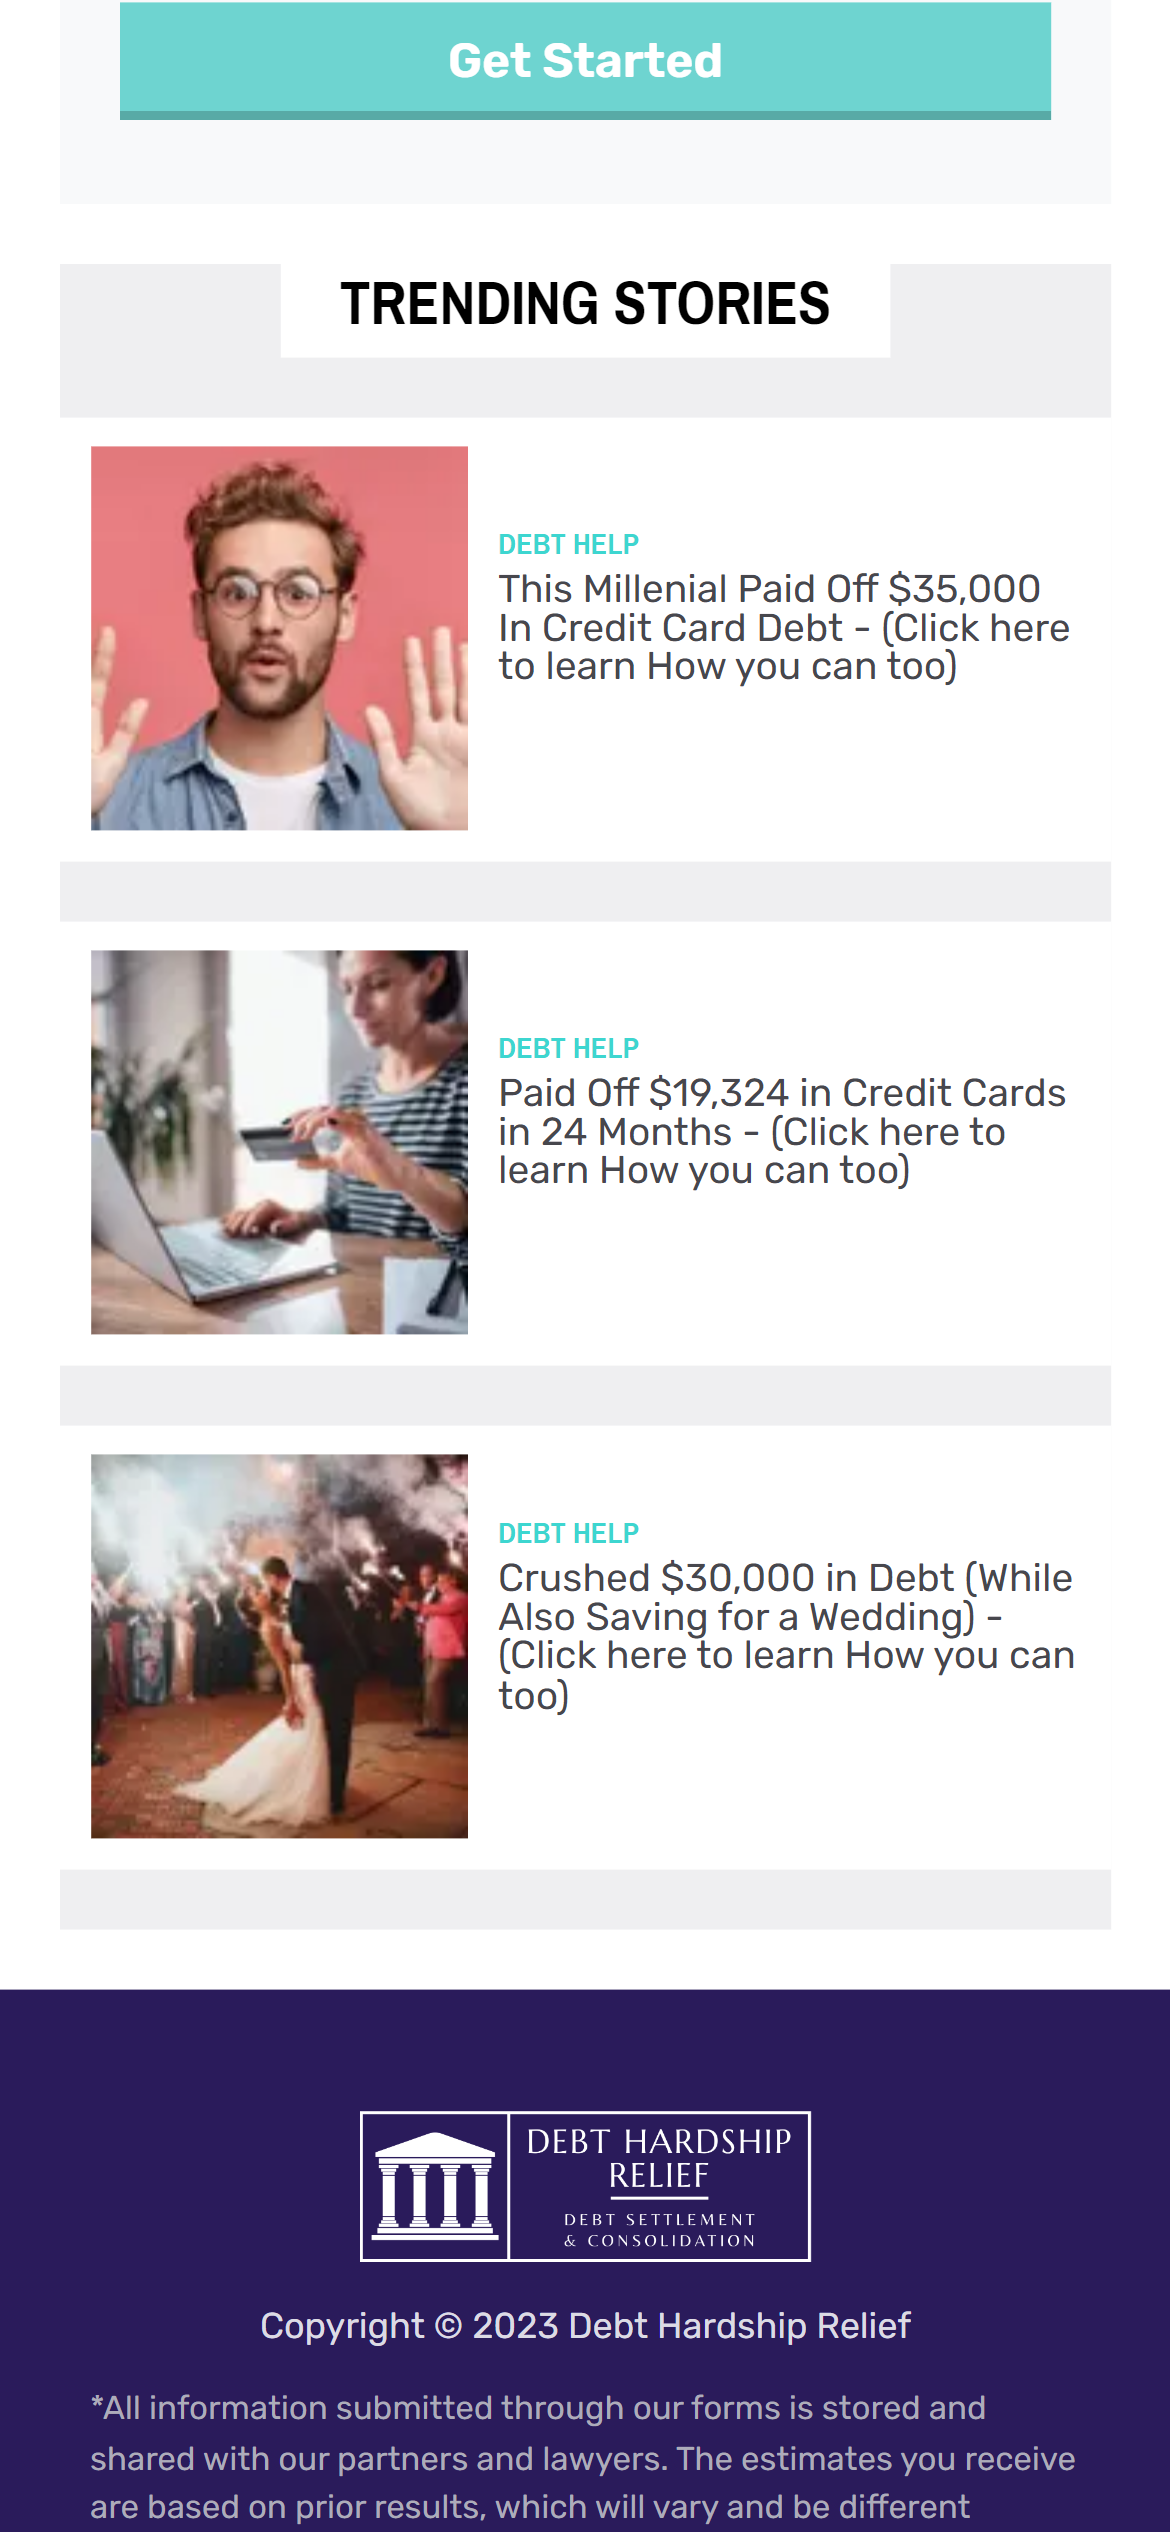 Get Started
TRENDING STORIES
DEBT HELP
This Millenial Paid Off $35,000
In Credit Card Debt - (Click here
to learn How you can too)
DEBT HELP
Paid Off $19,324 in Credit Cards
in 24 Months - (Click here to
learn How you can too)
DEBT HELP
Crushed $30,000 in Debt (While
Also Saving for a Wedding) -
(Click here to learn How you can
too)
DEBT HARDSHIP
RELIEF
DEBT SETTLEMENT
& CONSOLIDATION
Copyright © 2023 Debt Hardship Relief
*All information submitted through our forms is stored and
shared with our partners and lawyers. The estimates you receive
are based on prior results, which will vary and be different